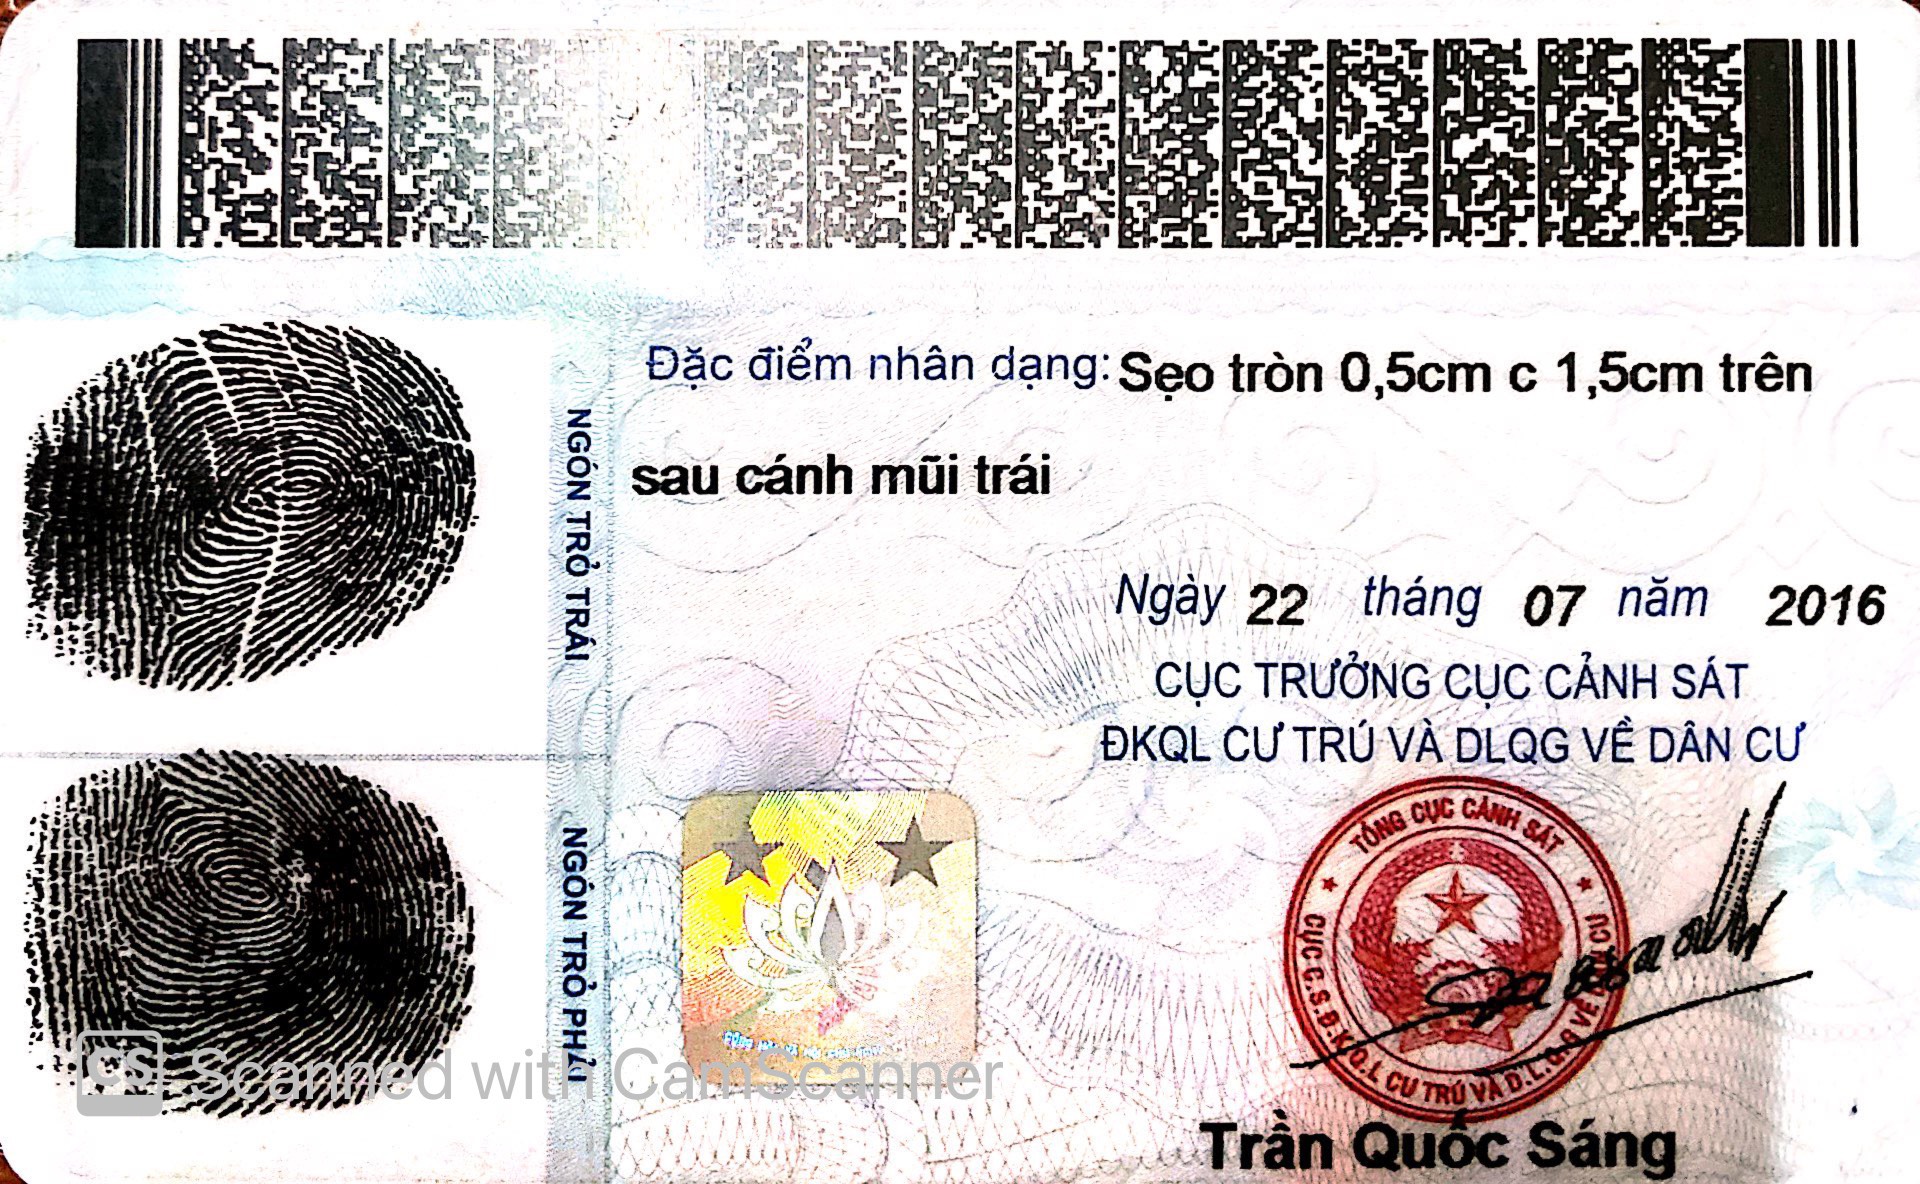 Đặc điểm nhân dạng: Sẹo tròn 0,5cm c 1,5cm trên
sau cánh mũi trái
NGÓN TRỎ TRÁI
Ngày 22 tháng 07 năm 2016
CỤC TRƯỞNG CỤC CẢNH SÁT
ĐKQL CƯ TRÚ VÀ DLQG VỀ DÂN CƯ
NGÓN TRỎ PHẢI
TỔNG CỤC CẢNH SÁT
CỤC C.S.Đ.K.Q.L CƯ TRÚ VÀ D.L.Q.G VỀ DÂN CƯ
CS Scanned with CamScanner
Trần Quốc Sáng